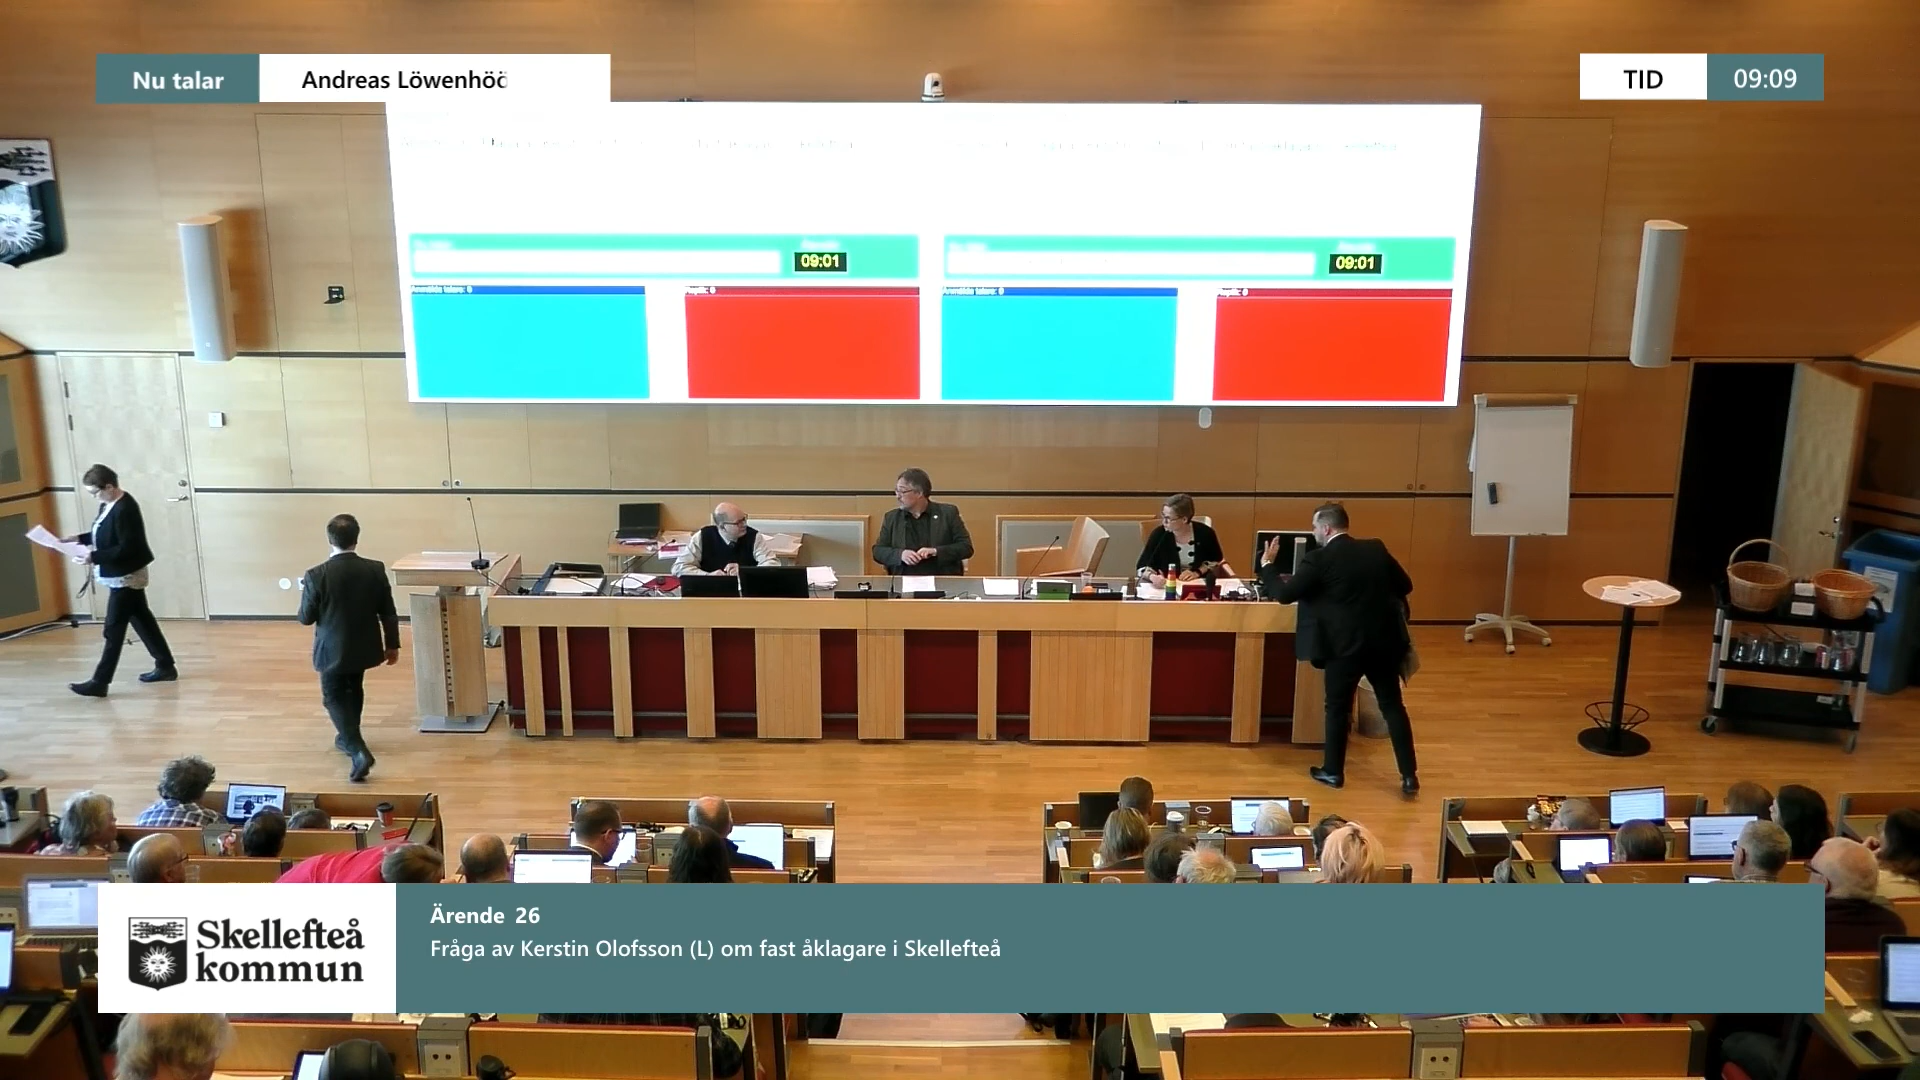 Nu talar
Andreas Löwenhöö
TID
09:09
09:01
09:01
Skellefteå
kommun
Ärende 26
Fråga av Kerstin Olofsson (L) om fast åklagare i Skellefteå